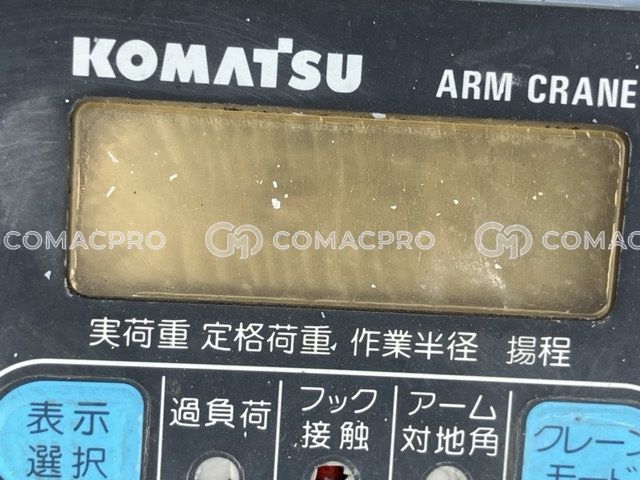 KOMATSU ARM CRANE
COMACPRO COMACPRO COMACPRO
実荷重 定格荷重 作業半径 揚程
表示
選択
過負荷
フック
接触
アーム
対地角
クレーン
モード